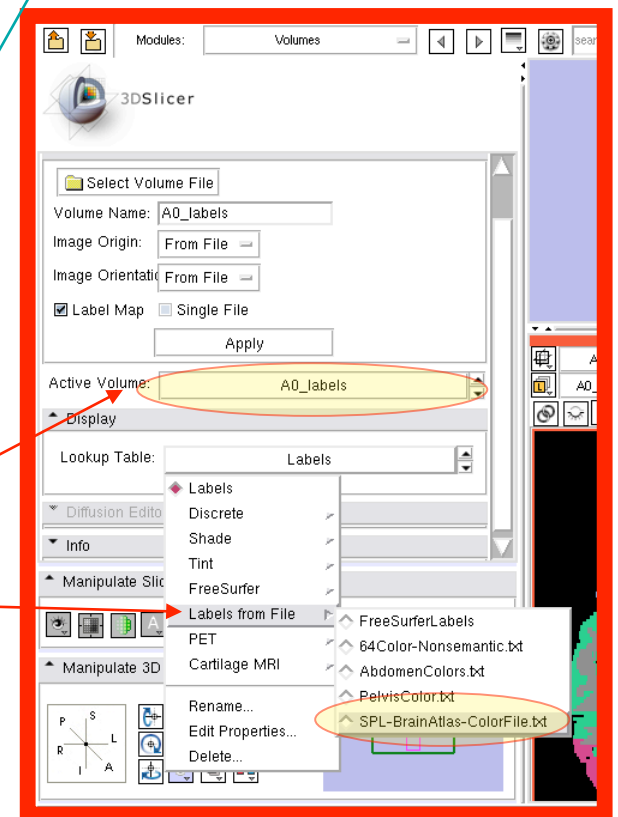 Modules: Volumes sear
3DSlicer
Select Volume File
Volume Name: A0_labels
Image Origin: From File
Image Orientatio From File
Label Map Single File
Apply
Active Volume: A0_labels
Display
Lookup Table: Labels
Labels
Discrete
Shade
Tint
FreeSurfer
Labels from File
PET
Cartilage MRI
Rename...
Edit Properties...
Delete...
FreeSurferLabels
64Color-Nonsemantic.txt
AbdomenColors.txt
PelvisColor.txt
SPL-BrainAtlas-ColorFile.txt
Diffusion Edito
Info
Manipulate Slic
A
Manipulate 3D
P S
R L
I A
A
A0_